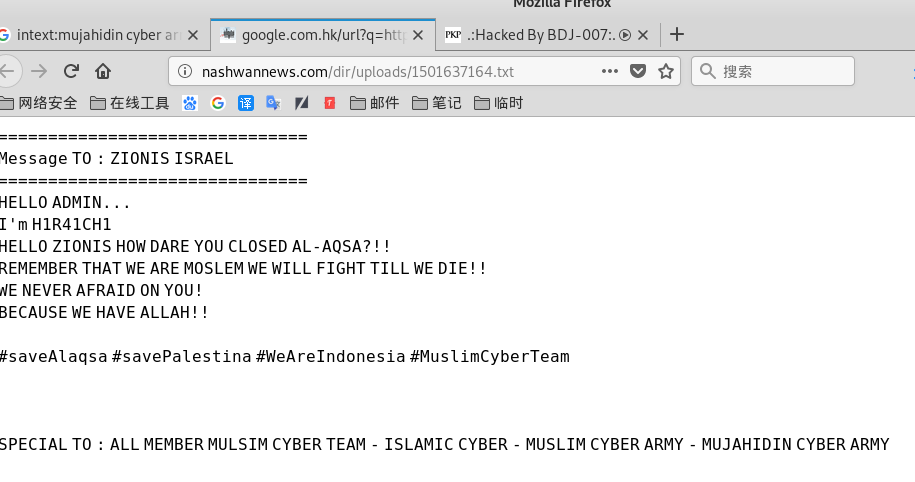 Mozilla Firefox
intext:mujahidin cyber ar
google.com.hk/url?q=http
PKP .:Hacked By BDJ-007:.
nashwannews.com/dir/uploads/1501637164.txt
搜索
网络安全 在线工具 译 邮件 笔记 临时
===============================
Message TO : ZIONIS ISRAEL
===============================
HELLO ADMIN...
I'm H1R41CH1
HELLO ZIONIS HOW DARE YOU CLOSED AL-AQSA?!!
REMEMBER THAT WE ARE MOSLEM WE WILL FIGHT TILL WE DIE!!
WE NEVER AFRAID ON YOU!
BECAUSE WE HAVE ALLAH!!
#saveAlaqsa #savePalestina #WeAreIndonesia #MuslimCyberTeam
SPECIAL TO : ALL MEMBER MULSIM CYBER TEAM - ISLAMIC CYBER - MUSLIM CYBER ARMY - MUJAHIDIN CYBER ARMY